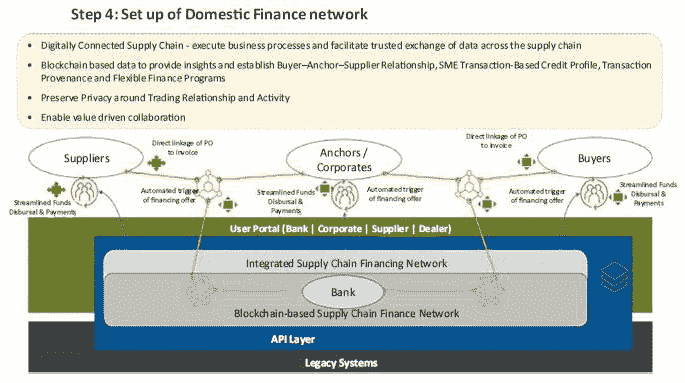 Step 4: Set up of Domestic Finance network
• Digitally Connected Supply Chain - execute business processes and facilitate trusted exchange of data across the supply chain
• Blockchain based data to provide insights and establish Buyer–Anchor–Supplier Relationship, SME Transaction-Based Credit Profile, Transaction
Provenance and Flexible Finance Programs
• Preserve Privacy around Trading Relationship and Activity
• Enable value driven collaboration
Suppliers
Direct linkage of PO
to Invoice
Anchors /
Corporates
Direct linkage of PO
to Invoice
Buyers
Streamlined Funds
Disbursal & Payments
Automated trigger
of financing offer
Streamlined Funds
Disbursal &
Payments
Automated trigger
of financing offer
Automated trigger
of financing offer
Streamlined Funds
Disbursal & Payments
User Portal (Bank | Corporate | Supplier | Dealer)
Integrated Supply Chain Financing Network
Bank
Blockchain-based Supply Chain Finance Network
API Layer
Legacy Systems